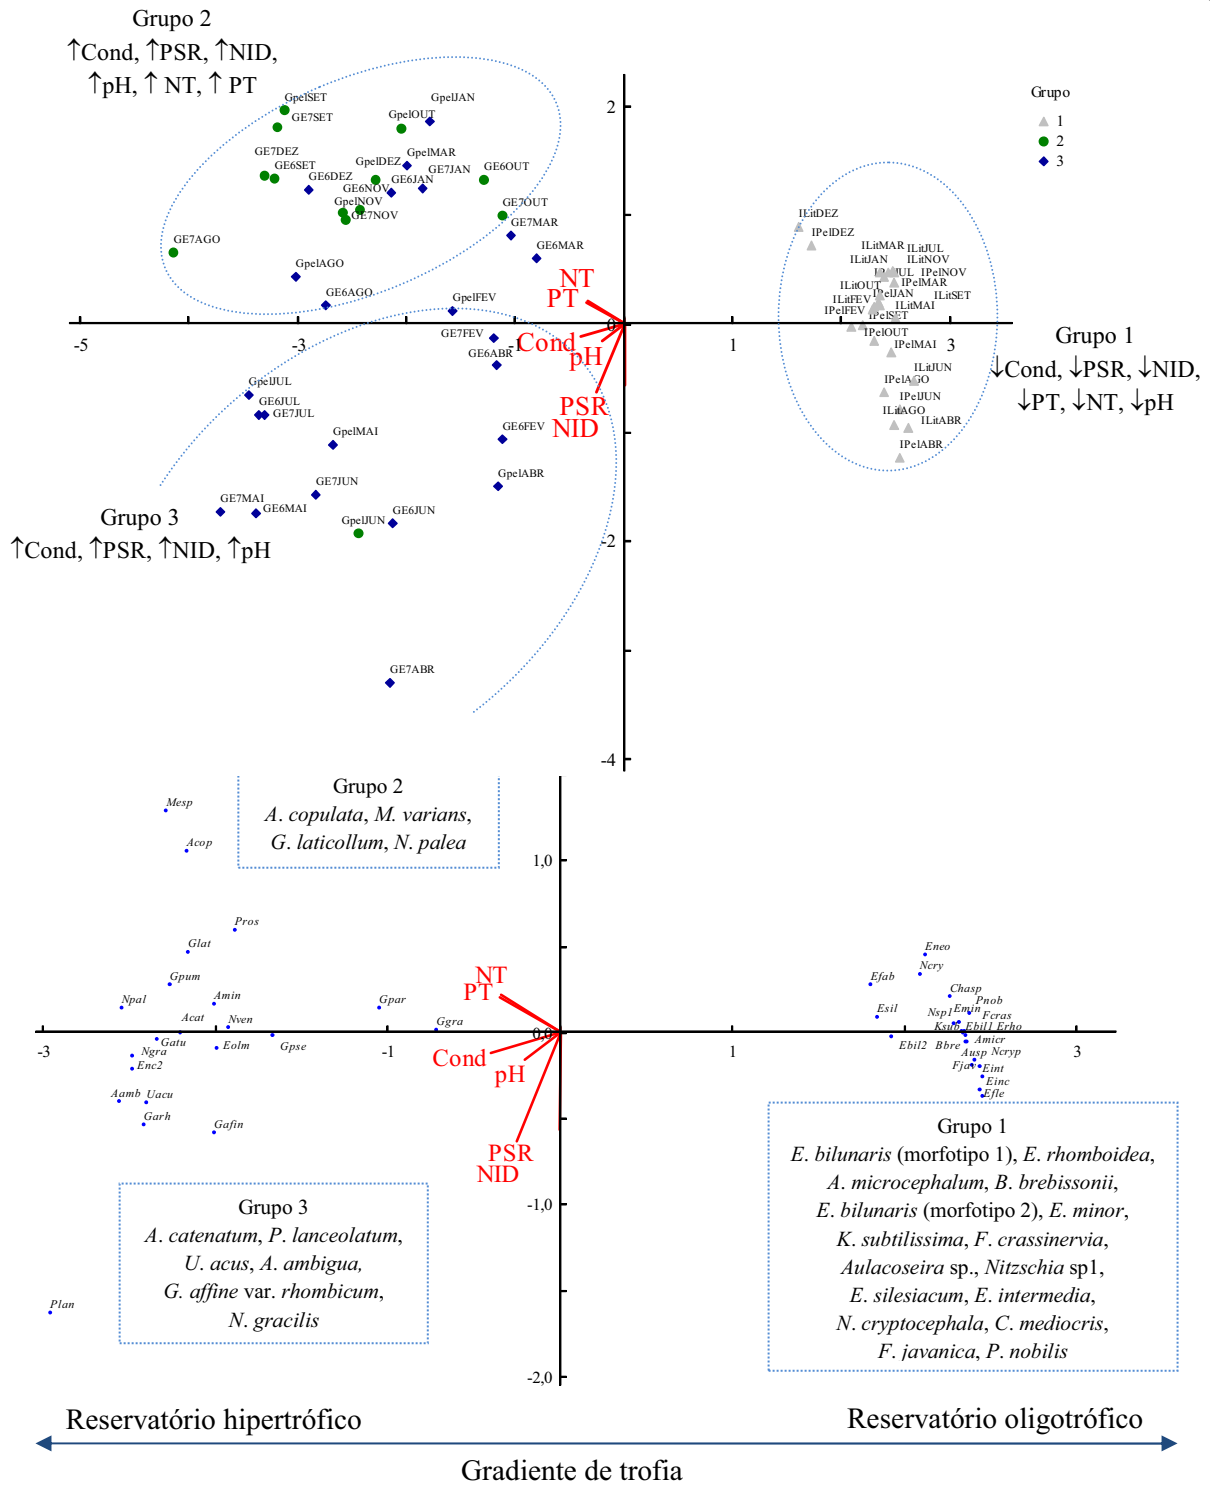 Grupo 2
↑Cond, ↑PSR, ↑NID,
↑pH, ↑ NT, ↑ PT
Grupo
1
2
3
GpelSET
GE7SET
GpelJAN
GpelOUT
GE7DEZ
GE6SET
GE6DEZ
GpelDEZ
GpelMAR
GE7JAN
GE6OUT
GE6NOV
GE6JAN
GpelNOV
GE7NOV
GE7OUT
GE7MAR
GE7AGO
GE6MAR
GpelAGO
GE6AGO
GpelFEV
GE7FEV
GE6ABR
GpelJUL
GE6JUL
GE7JUL
GpelMAI
GE6FEV
GpelABR
GE7JUN
GE7MAI
GE6MAI
GpelJUN
GE6JUN
GE7ABR
NT
PT
Cond
pH
PSR
NID
2
0
-2
-4
-5
-3
-1
1
3
ILitDEZ
IPelDEZ
ILitMAR
ILitJUL
ILitJAN
ILitNOV
IPelNOV
IPelMAR
ILitOUT
IPelJAN
ILitSET
ILitFEV
ILitMAI
IPelFEV
IPelSET
IPelOUT
IPelMAI
ILitJUN
IPelAGO
IPelJUN
ILitAGO
ILitABR
IPelABR
Grupo 1
↓Cond, ↓PSR, ↓NID,
↓PT, ↓NT, ↓pH
Grupo 3
↑Cond, ↑PSR, ↑NID, ↑pH
Grupo 2
A. copulata, M. varians,
G. laticollum, N. palea
Mesp
Acop
Pros
Glat
Gpum
Npal
Amin
Acat
Nven
Gatu
Ngra
Enc2
Eolm
Gpse
Gpar
Ggra
Aamb
Uacu
Garh
Gafin
Plan
NT
PT
Cond
pH
PSR
NID
1,0
0,0
-1,0
-2,0
-3
-1
1
3
Eneo
Ncry
Efab
Chasp
Esil
Pnob
Nsp1
Emin
Fcras
Ksub
Ebil1
Erho
Ebil2
Bbre
Amicr
Ausp
Ncryp
Fjav
Eint
Einc
Efle
Grupo 1
E. bilunaris (morfotipo 1), E. rhomboidea,
A. microcephalum, B. brebissonii,
E. bilunaris (morfotipo 2), E. minor,
K. subtilissima, F. crassinervia,
Aulacoseira sp., Nitzschia sp1,
E. silesiacum, E. intermedia,
N. cryptocephala, C. mediocris,
F. javanica, P. nobilis
Grupo 3
A. catenatum, P. lanceolatum,
U. acus, A. ambigua,
G. affine var. rhombicum,
N. gracilis
Reservatório hipertrófico
Reservatório oligotrófico
Gradiente de trofia